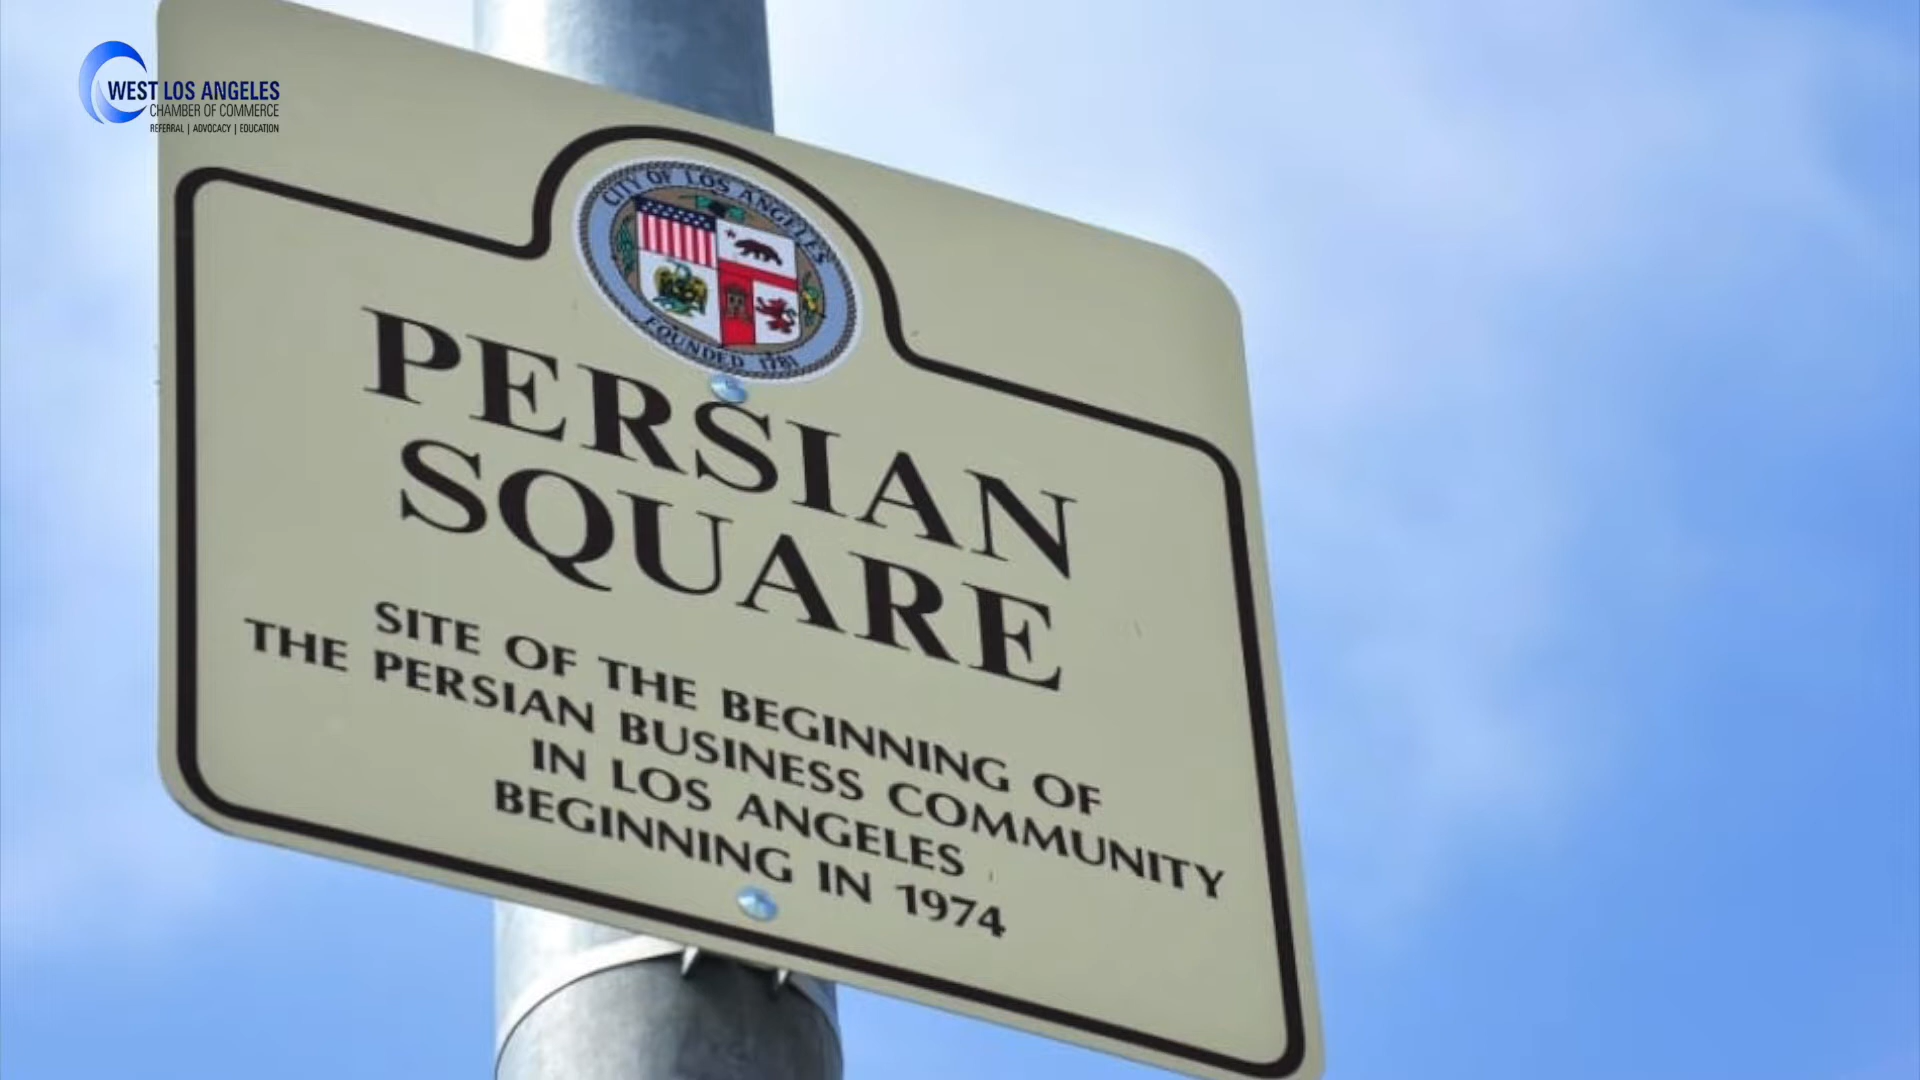 WEST LOS ANGELES
CHAMBER OF COMMERCE
REFERRAL | ADVOCACY | EDUCATION
CITY OF LOS ANGELES
FOUNDED 1781
PERSIAN
SQUARE
SITE OF THE BEGINNING OF
THE PERSIAN BUSINESS COMMUNITY
IN LOS ANGELES
BEGINNING IN 1974